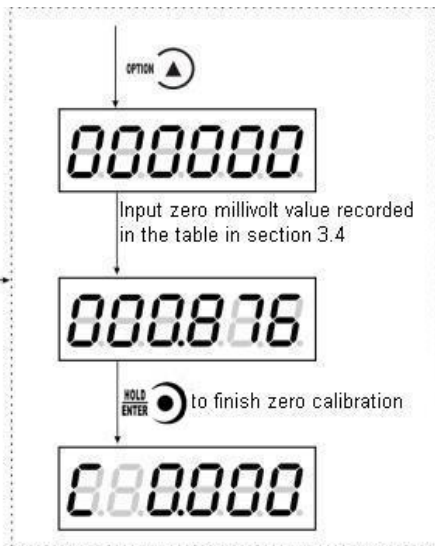 OPTION
000000
Input zero millivolt value recorded
in the table in section 3.4
000.876
HOLD
ENTER to finish zero calibration
C 0.000